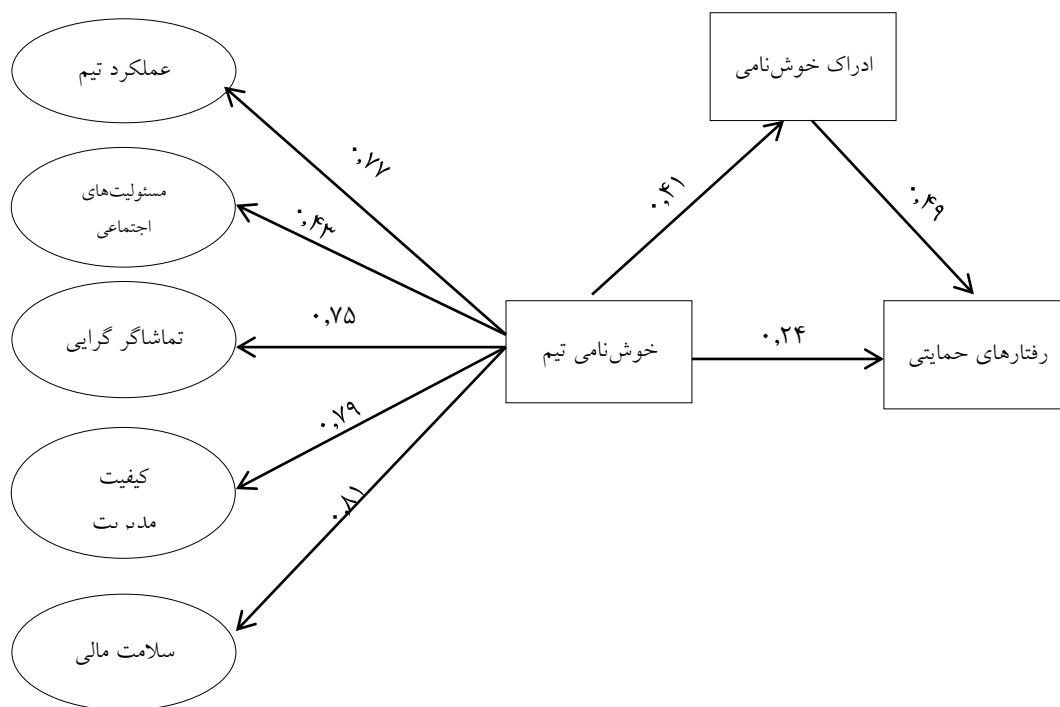 عملکرد تیم
ادراک خوش‌نامی
۰,۷۷
مسئولیت‌های
اجتماعی
۰,۴۱
۰,۴۹
۰,۴۳
تماشاگر گرایی
۰,۷۵
خوش‌نامی تیم
۰,۲۴
رفتارهای حمایتی
۰,۷۹
کیفیت
مدیریت
۰,۸۱
سلامت مالی